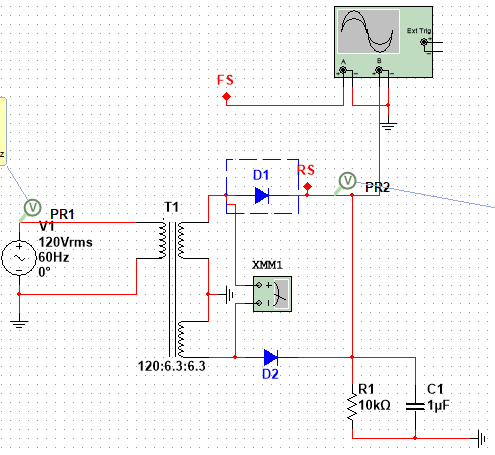 Ext Trig
+
-
A
B
+
-
+
-
FS
z
V
PR1
V1
120Vrms
60Hz
0°
T1
D1
RS
V
PR2
XMM1
120:6.3:6.3
D2
R1
10kΩ
C1
1µF